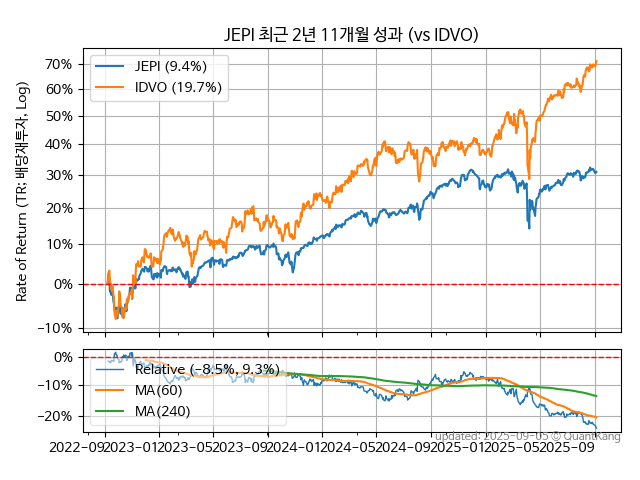 JEPI 최근 2년 11개월 성과 (vs IDVO)
Rate of Return (TR: 배당재투자, Log)
70%
60%
50%
40%
30%
20%
10%
0%
−10%
JEPI (9.4%)
IDVO (19.7%)
0%
−10%
−20%
Relative (−8.5%, 9.3%)
MA(60)
MA(240)
updated: 2025-09-05 © QuantKang
2022−09 2023−01 2023−05 2023−09 2024−01 2024−05 2024−09 2025−01 2025−05 2025−09